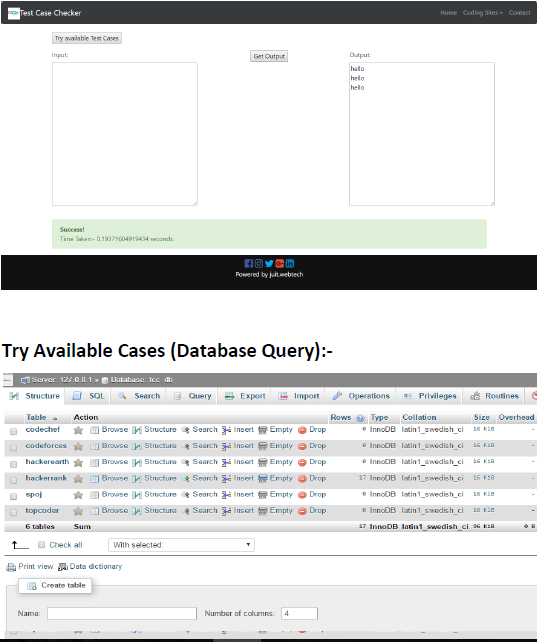 Test Case Checker Home Coding Sites Contact
Try available Test Cases
Input: Get Output Output:
hello
hello
hello
Success!
Time Taken:- 0.19371604919434 seconds.
Powered by juit.webtech
Try Available Cases (Database Query):-
Server: 127.0.0.1 » Database: tcc_db
Structure SQL Search Query Export Import Operations Privileges Routines
Table Action Rows Type Collation Size Overhead
codechef Browse Structure Search Insert Empty Drop 0 InnoDB latin1_swedish_ci 16 KiB -
codeforces Browse Structure Search Insert Empty Drop 0 InnoDB latin1_swedish_ci 16 KiB -
hackerearth Browse Structure Search Insert Empty Drop 0 InnoDB latin1_swedish_ci 16 KiB -
hackerrank Browse Structure Search Insert Empty Drop 17 InnoDB latin1_swedish_ci 16 KiB -
spoj Browse Structure Search Insert Empty Drop 0 InnoDB latin1_swedish_ci 16 KiB -
topcoder Browse Structure Search Insert Empty Drop 0 InnoDB latin1_swedish_ci 16 KiB -
6 tables Sum 17 InnoDB latin1_swedish_ci 96 KiB 0 B
Check all With selected:
Print view Data dictionary
Create table
Name: Number of columns: 4